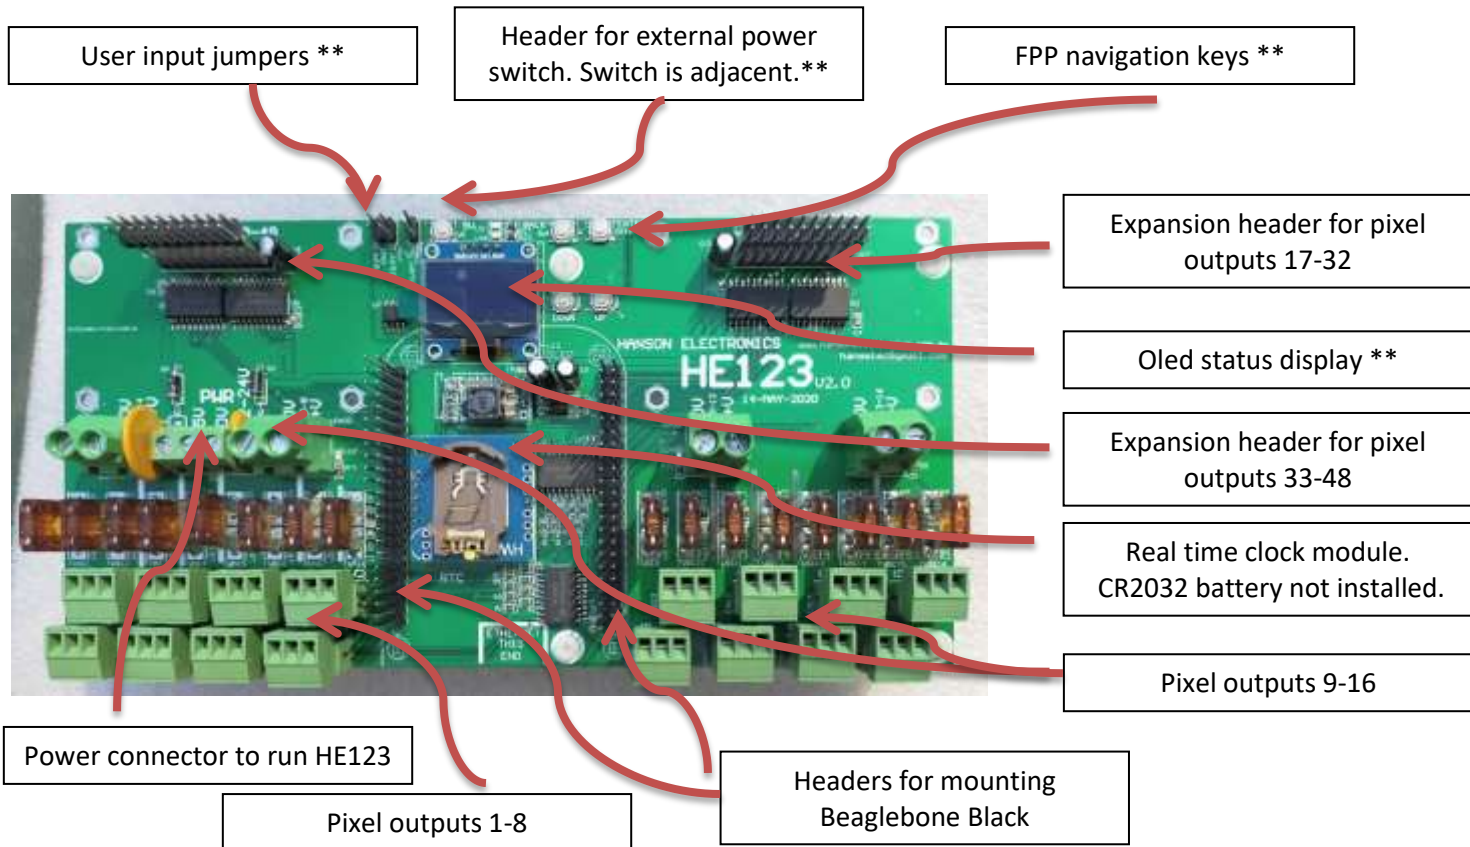 User input jumpers **
Header for external power
switch. Switch is adjacent.**
FPP navigation keys **
Expansion header for pixel
outputs 17-32
Oled status display **
Expansion header for pixel
outputs 33-48
Real time clock module.
CR2032 battery not installed.
Pixel outputs 9-16
Headers for mounting
Beaglebone Black
Pixel outputs 1-8
Power connector to run HE123
HANSON ELECTRONICS
HE123 V2.0
14-MAY-2020
PWR
THIS
END